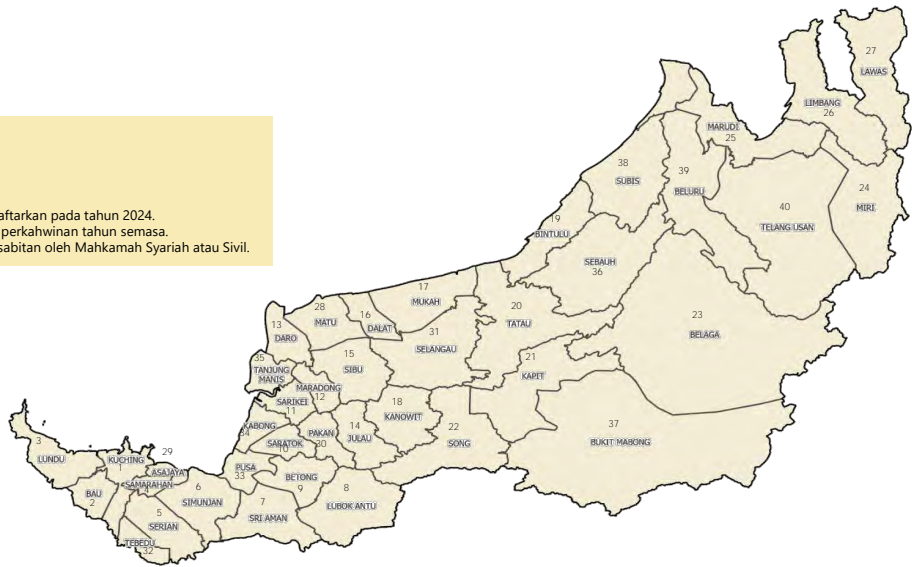 27
LAWAS
LIMBANG
26
MARUDI
25
38
SUBIS
39
BELURU
24
MIRI
40
TELANG USAN
aftarkan pada tahun 2024.
perkahwinan tahun semasa.
sabitan oleh Mahkamah Syariah atau Sivil.
19
BINTULU
SEBAUH
36
17
MUKAH
28
MATU
16
DALAT
20
TATAU
23
BELAGA
13
DARO
31
SELANGAU
15
SIBU
35
TANJUNG
MANIS
21
KAPIT
MARADONG
12
SARIKEI
11
18
KANOWIT
KABONG
34
PAKAN
30
14
JULAU
SARATOK
10
22
SONG
37
BUKIT MABONG
3
LUNDU
29
KUCHING
1
ASAJAYA
SAMARAHAN
4
PUSA
33
BETONG
9
8
LUBOK ANTU
BAU
2
6
SIMUNJAN
7
SRI AMAN
5
SERIAN
TEBEDU
32